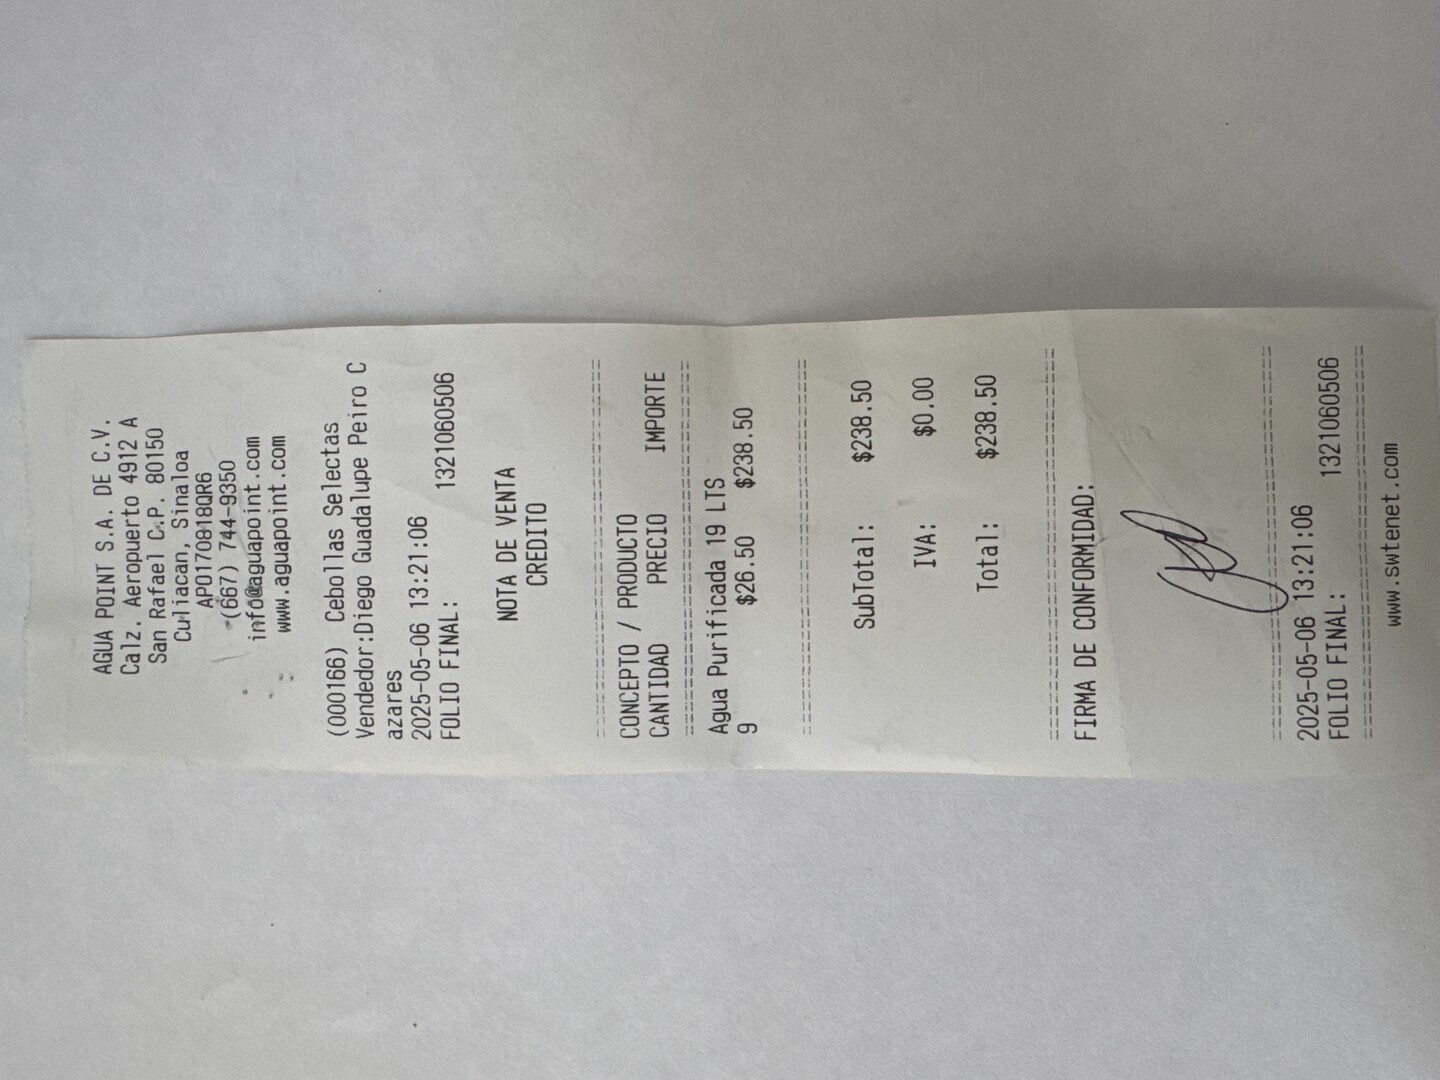 AGUA POINT S.A. DE C.V.
Calz. Aeropuerto 4912 A
San Rafael C.P. 80150
Culiacan, Sinaloa
APO170818QR6
(667) 744-9350
info@aguapoint.com
www.aguapoint.com
(000166) Cebollas Selectas
Vendedor:Diego Guadalupe Peiro C
azares
2025-05-06 13:21:06
FOLIO FINAL: 1321060506
NOTA DE VENTA
CREDITO
CONCEPTO / PRODUCTO
CANTIDAD PRECIO IMPORTE
Agua Purificada 19 LTS
9 $26.50 $238.50
SubTotal: $238.50
IVA: $0.00
Total: $238.50
FIRMA DE CONFORMIDAD:
2025-05-06 13:21:06
FOLIO FINAL: 1321060506
www.swtenet.com